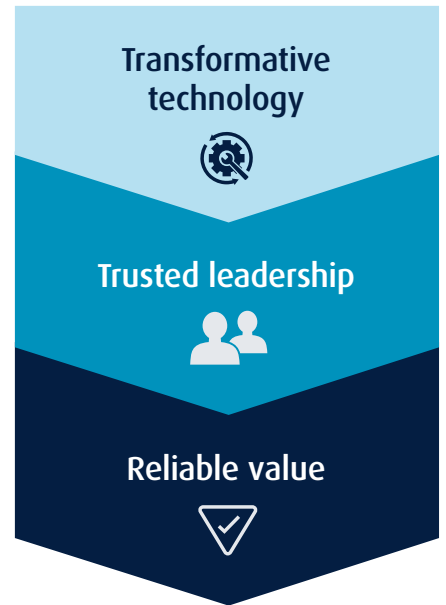 Transformative
technology
Trusted leadership
Reliable value